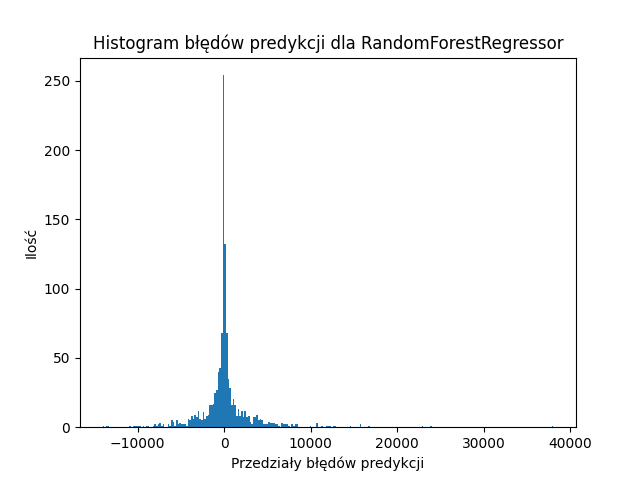 Histogram błędów predykcji dla RandomForestRegressor
250
200
150
100
50
0
Ilość
−10000 0 10000 20000 30000 40000
Przedziały błędów predykcji